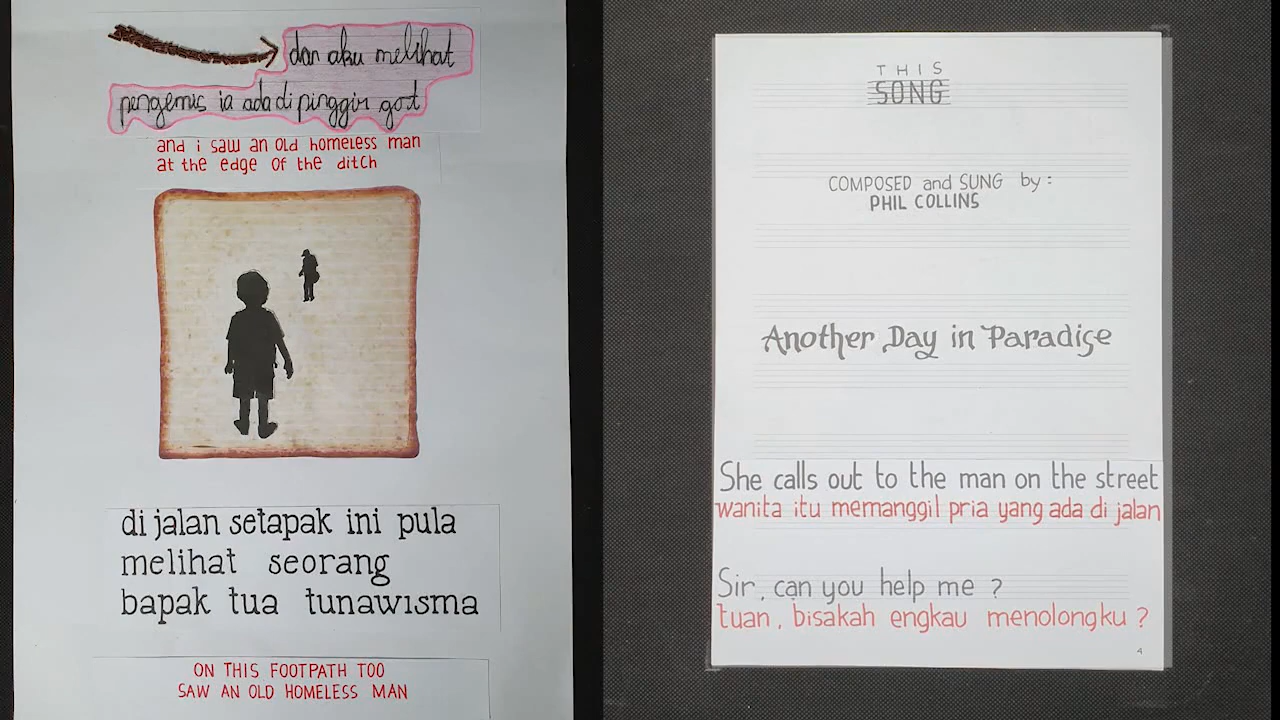 dan aku melihat
pengemis ia ada di pinggir got
and i saw an old homeless man
at the edge of the ditch
di jalan setapak ini pula
melihat seorang
bapak tua tunawisma
ON THIS FOOTPATH TOO
SAW AN OLD HOMELESS MAN
THIS
SONG
COMPOSED and SUNG by :
PHIL COLLINS
Another Day in Paradise
She calls out to the man on the street
wanita itu memanggil pria yang ada di jalan
Sir, can you help me ?
tuan, bisakah engkau menolongku ?
4